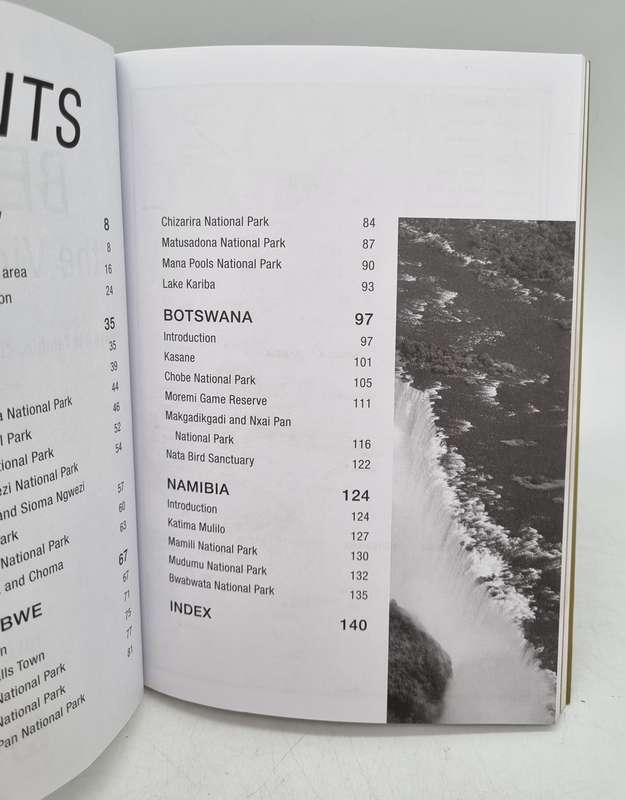 NTS
8
8
area 16
on 24
35
35
39
a National Park 44
l Park 46
tional Park 52
ezi National Park 54
and Sioma Ngwezi
Park 57
National Park 60
and Choma 63
BWE 67
n 67
lls Town 71
National Park 75
National Park 77
Pan National Park 81
Chizarira National Park 84
Matusadona National Park 87
Mana Pools National Park 90
Lake Kariba 93
BOTSWANA 97
Introduction 97
Kasane 101
Chobe National Park 105
Moremi Game Reserve 111
Makgadikgadi and Nxai Pan
National Park 116
Nata Bird Sanctuary 122
NAMIBIA 124
Introduction 124
Katima Mulilo 127
Mamili National Park 130
Mudumu National Park 132
Bwabwata National Park 135
INDEX 140